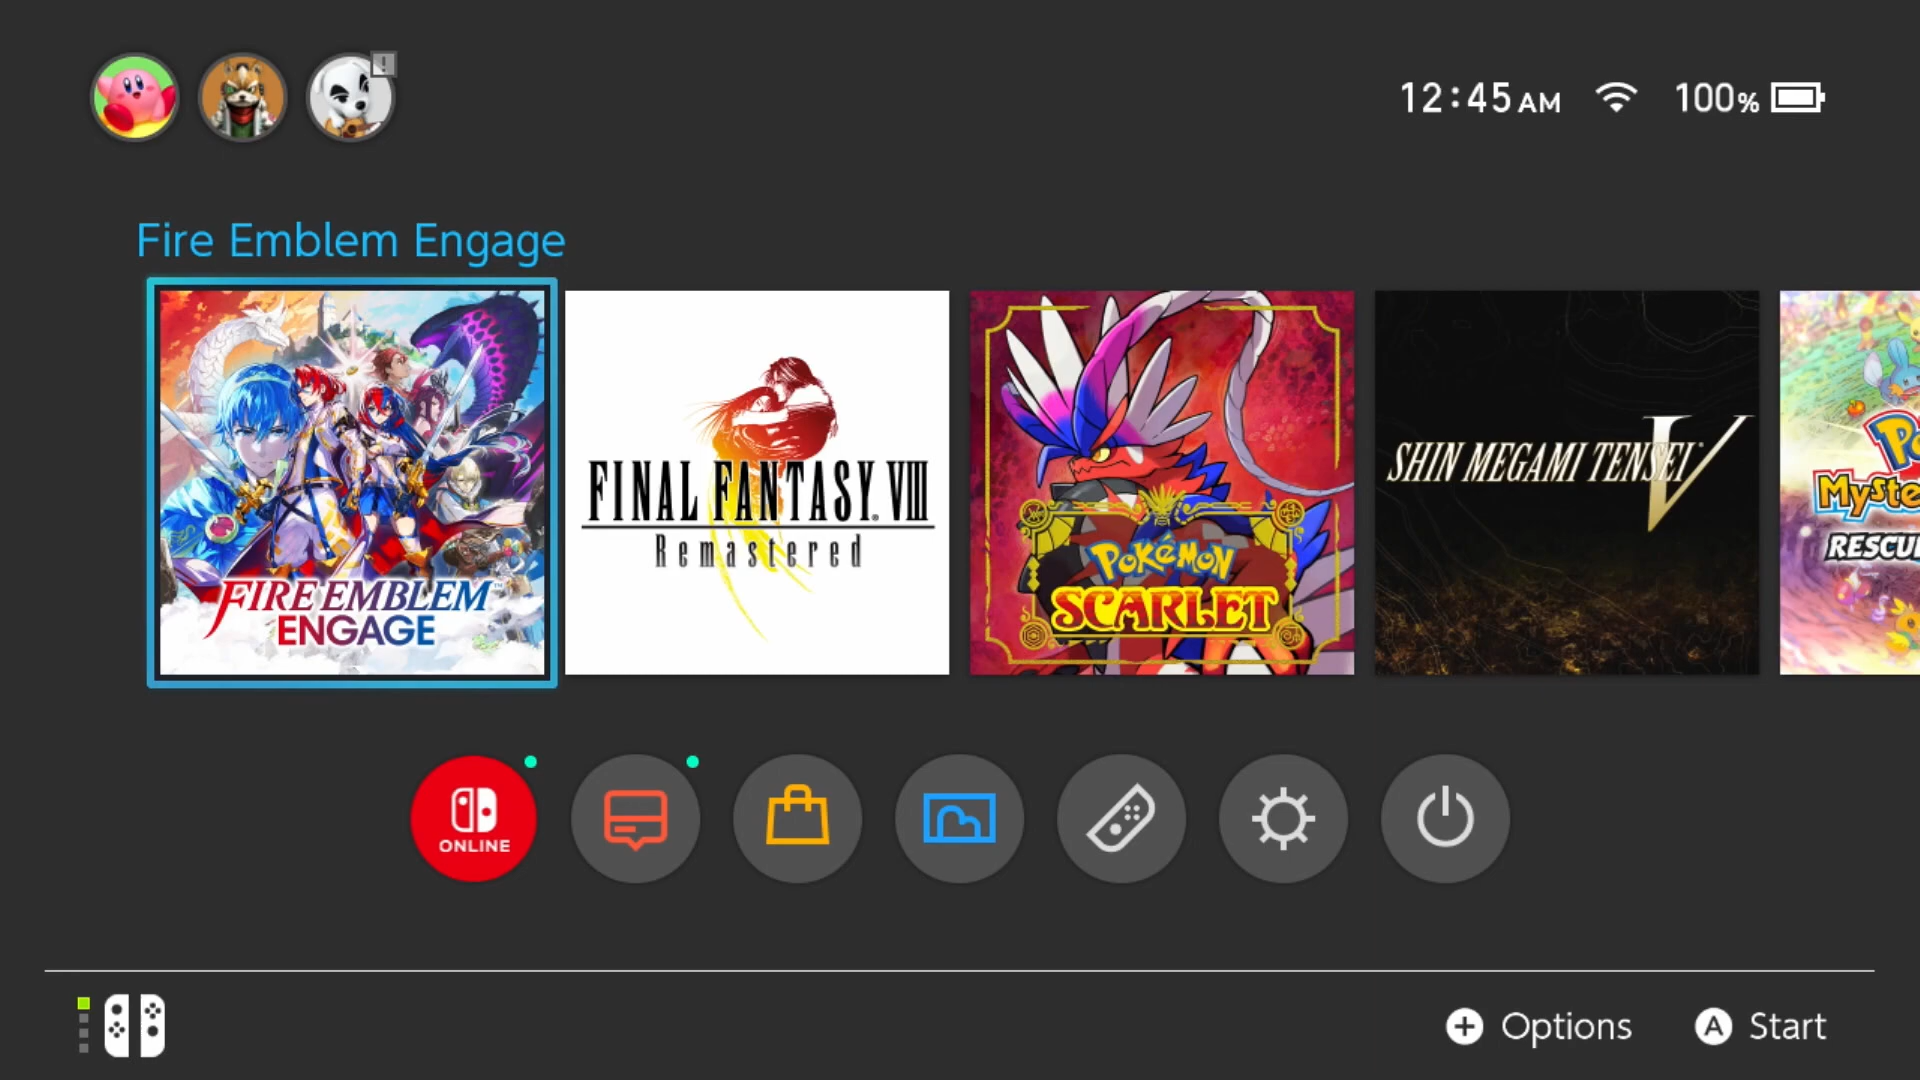 12:45 AM 100%
Fire Emblem Engage
FIRE EMBLEM™
ENGAGE
FINAL FANTASY® VIII
Remastered
POKÉMON
SCARLET
SHIN MEGAMI TENSEI® V
ONLINE
Options
A Start